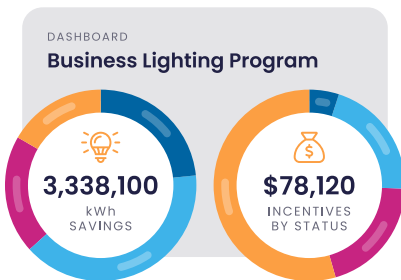 DASHBOARD
Business Lighting Program
3,338,100
kWh
SAVINGS
$
$78,120
INCENTIVES
BY STATUS